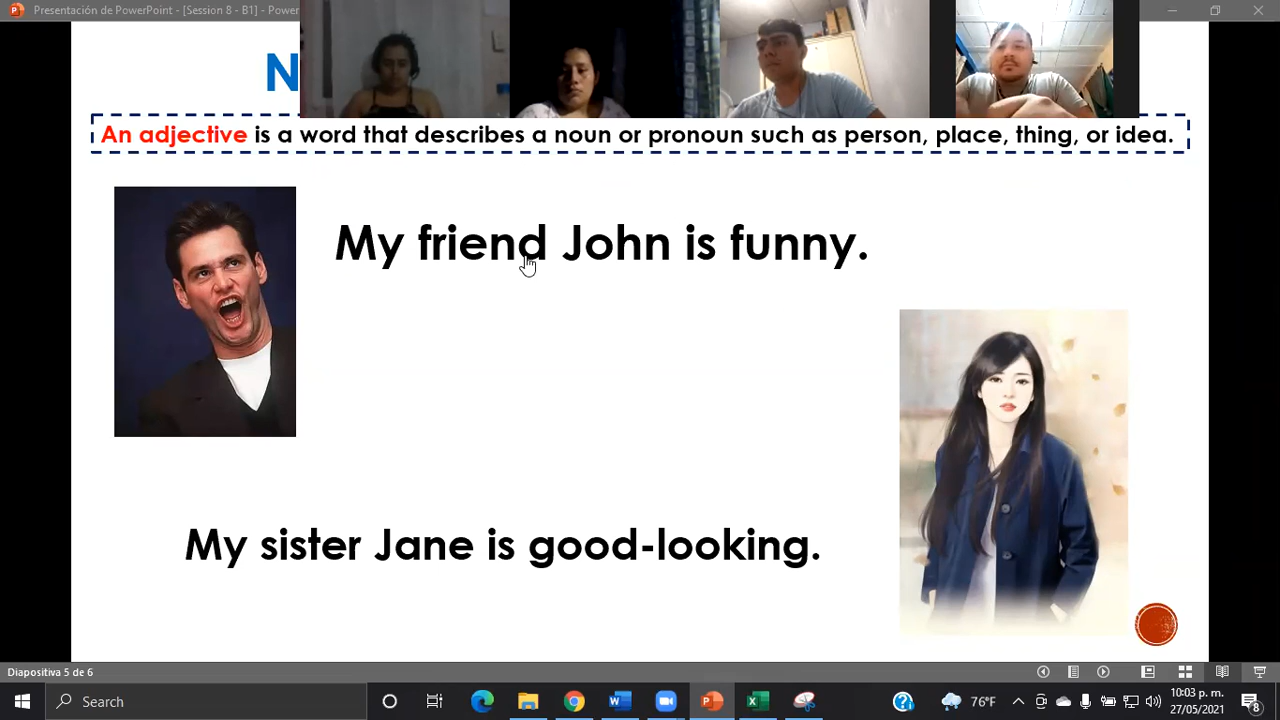 Presentación de PowerPoint - [Session 8 - B1] - Power
N
An adjective is a word that describes a noun or pronoun such as person, place, thing, or idea.
My friend John is funny.
My sister Jane is good-looking.
Diapositiva 5 de 6
Search
76°F
10:03 p. m.
27/05/2021
8